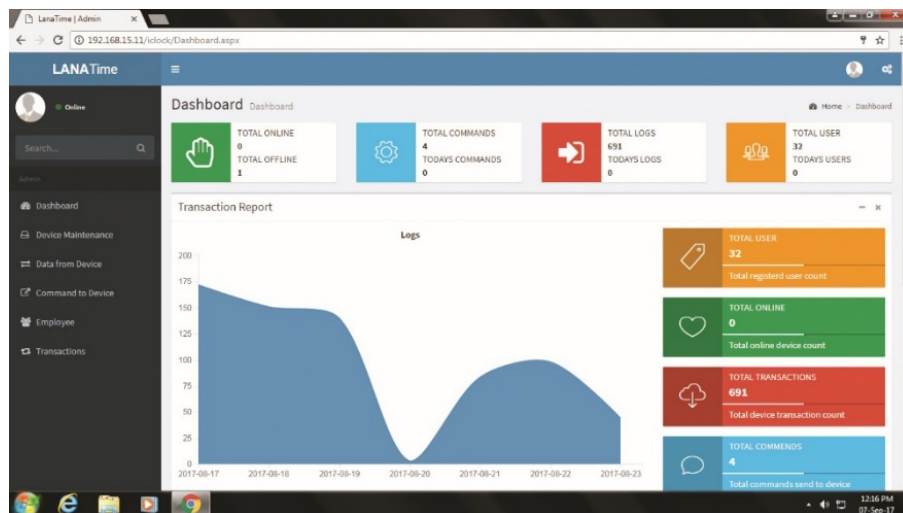 LanaTime | Admin
192.168.15.11/iclock/Dashboard.aspx
LANATime
Online
Search...
Admin
Dashboard
Device Maintenance
Data from Device
Command to Device
Employee
Transactions
Dashboard Dashboard
Home > Dashboard
TOTAL ONLINE
0
TOTAL OFFLINE
1
TOTAL COMMANDS
4
TODAYS COMMANDS
0
TOTAL LOGS
691
TODAYS LOGS
0
TOTAL USER
32
TODAYS USERS
0
Transaction Report
Logs
200
175
150
125
100
75
50
25
0
2017-08-17 2017-08-18 2017-08-19 2017-08-20 2017-08-21 2017-08-22 2017-08-23
TOTAL USER
32
Total registerd user count
TOTAL ONLINE
0
Total online device count
TOTAL TRANSACTIONS
691
Total device transaction count
TOTAL COMMENDS
4
Total commands send to device
12:16 PM
07-Sep-17